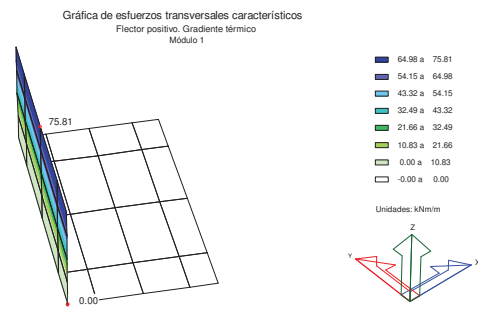 Gráfica de esfuerzos transversales característicos
Flector positivo. Gradiente térmico
Módulo 1
75.81
0.00
64.98 a 75.81
54.15 a 64.98
43.32 a 54.15
32.49 a 43.32
21.66 a 32.49
10.83 a 21.66
0.00 a 10.83
-0.00 a 0.00
Unidades: kNm/m
Z
Y
X